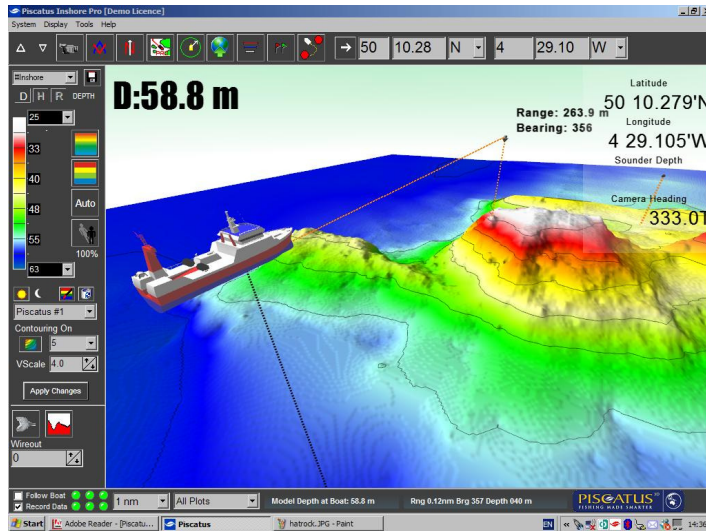 Piscatus Inshore Pro [Demo Licence]
System Display Tools Help
50 10.28 N 4 29.10 W
=Inshore
D H R DEPTH
25
33
40
48
55
63
Auto
100%
Piscatus #1
Contouring On
5
VScale 4.0
Apply Changes
Wireout
0
D:58.8 m
Range: 263.9 m
Bearing: 356
Latitude
50 10.279'N
Longitude
4 29.105'W
Sounder Depth
Camera Heading
333.0T
Follow Boat
Record Data
1 nm
All Plots
Model Depth at Boat: 58.8 m
Rng 0.12nm Brg 357 Depth 040 m
PISCATUS
FISHING MADE SMARTER
Start
Adobe Reader - [Piscatu...
Piscatus
hatrock.JPG - Paint
EN
14:36